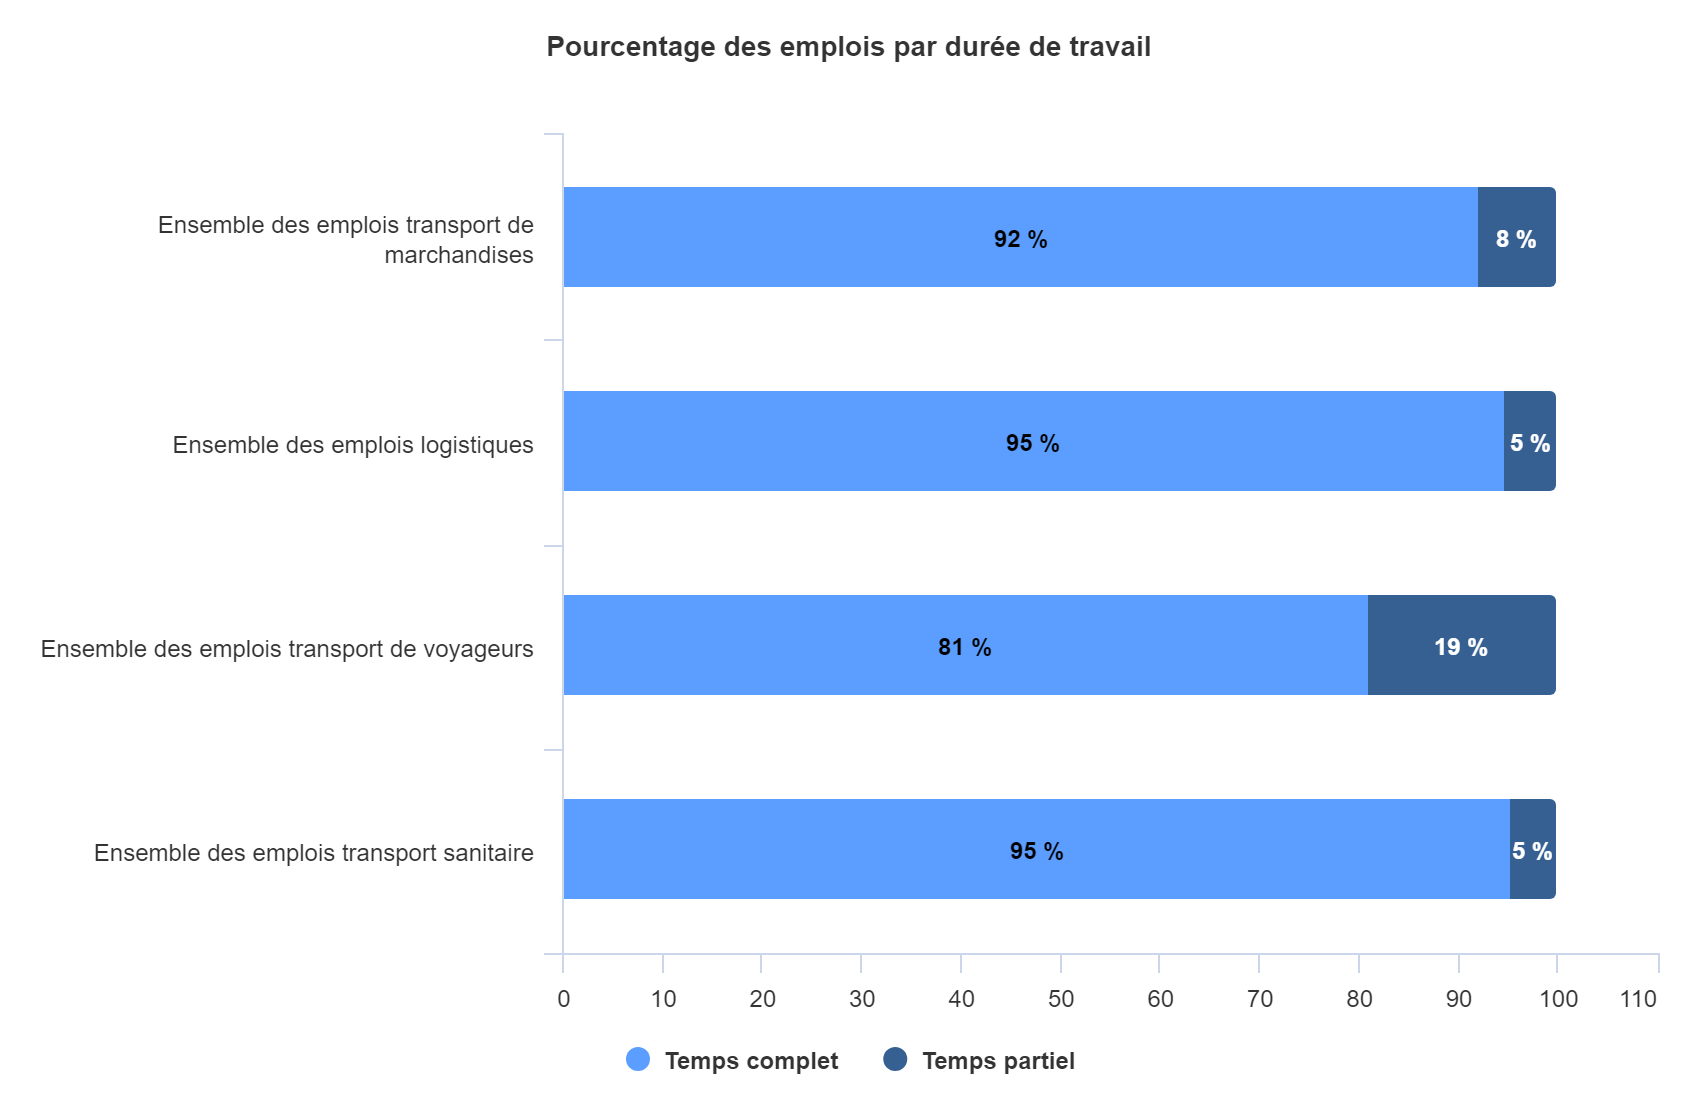 Pourcentage des emplois par durée de travail
Ensemble des emplois transport de
marchandises
92 %
8 %
Ensemble des emplois logistiques
95 %
5 %
Ensemble des emplois transport de voyageurs
81 %
19 %
Ensemble des emplois transport sanitaire
95 %
5 %
0 10 20 30 40 50 60 70 80 90 100 110
Temps complet Temps partiel